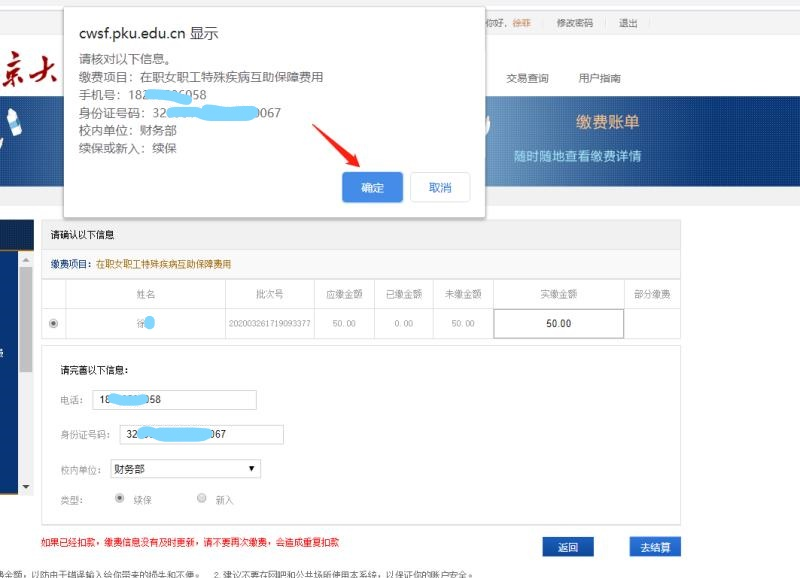 cwsf.pku.edu.cn 显示
请核对以下信息。
缴费项目：在职女职工特殊疾病互助保障费用
手机号：182 6058
身份证号码：32 0067
校内单位：财务部
续保或新入：续保
确定 取消
你好，徐菲 修改密码 退出
京大
交易查询 用户指南
缴费账单
随时随地查看缴费详情
请确认以下信息
缴费项目：在职女职工特殊疾病互助保障费用
姓名 批次号 应缴金额 已缴金额 未缴金额 实缴金额 部分缴费
徐 202003261719093377 50.00 0.00 50.00 50.00
请完善以下信息：
电话： 18 058
身份证号码： 32 067
校内单位： 财务部
类型： 续保 新入
如果已经扣款，缴费信息没有及时更新，请不要再次缴费，会造成重复扣款
返回 去结算
费金额，以防由于错误输入给你带来的损失和不便。 2. 建议不要在网吧和公共场所使用本系统，以保证你的账户安全。